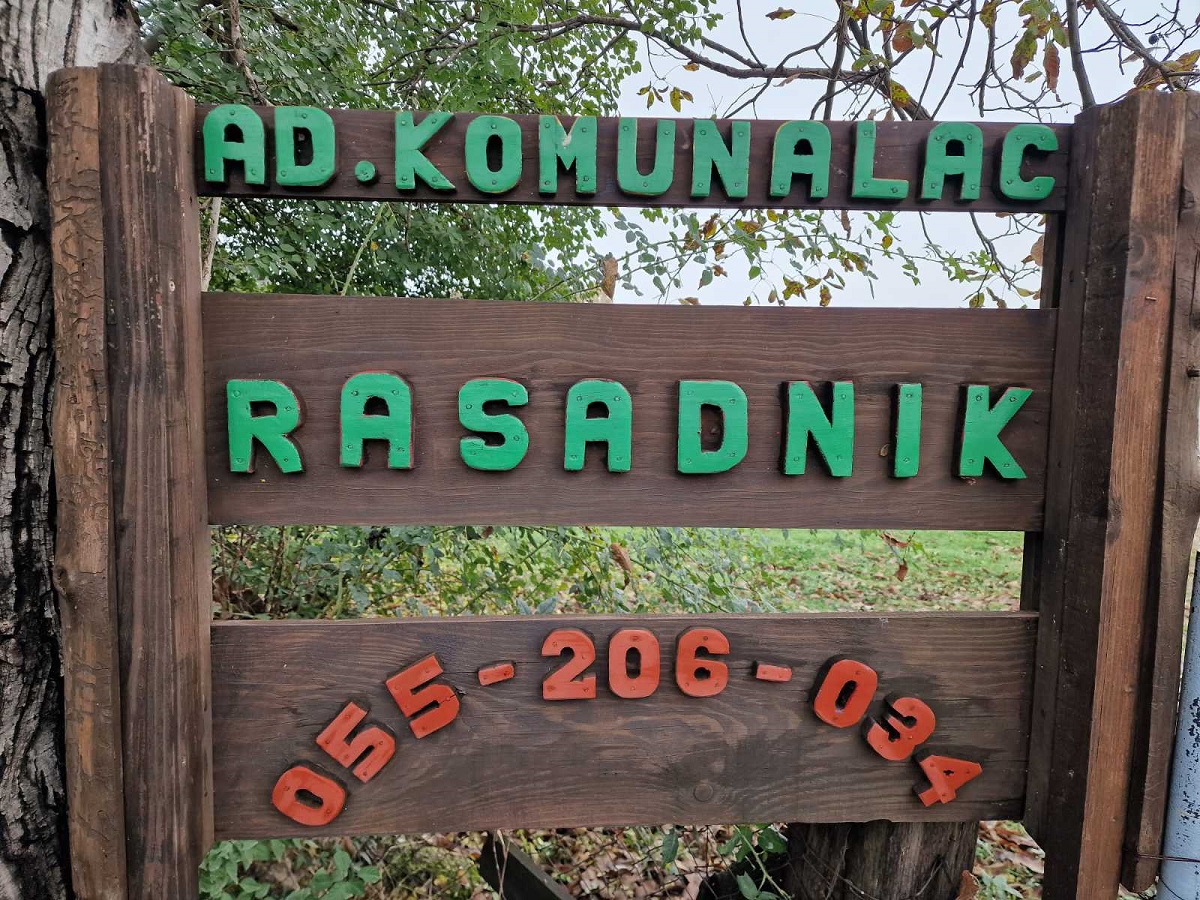 AD. KOMUNALAC
RASADNIK
055-206-034